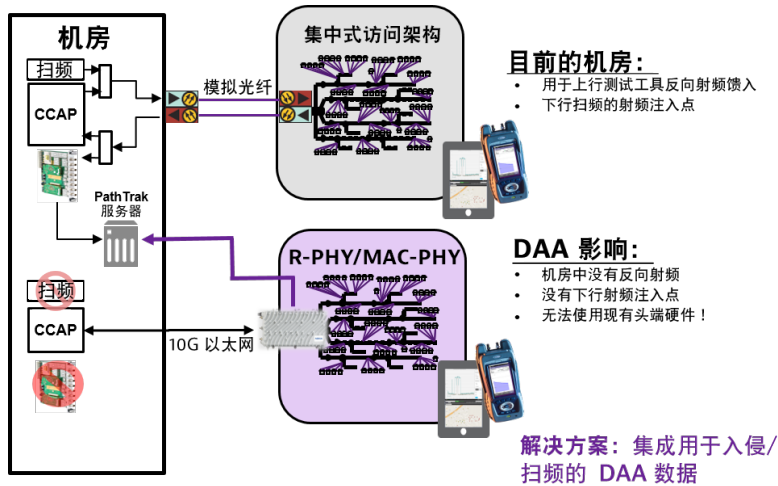 机房
扫频
CCAP
PathTrak
服务器
扫频
CCAP
模拟光纤
10G 以太网
集中式访问架构
R-PHY/MAC-PHY
目前的机房：
• 用于上行测试工具反向射频馈入
• 下行扫频的射频注入点
DAA 影响：
• 机房中没有反向射频
• 没有下行射频注入点
• 无法使用现有头端硬件！
解决方案：集成用于入侵/
扫频的 DAA 数据